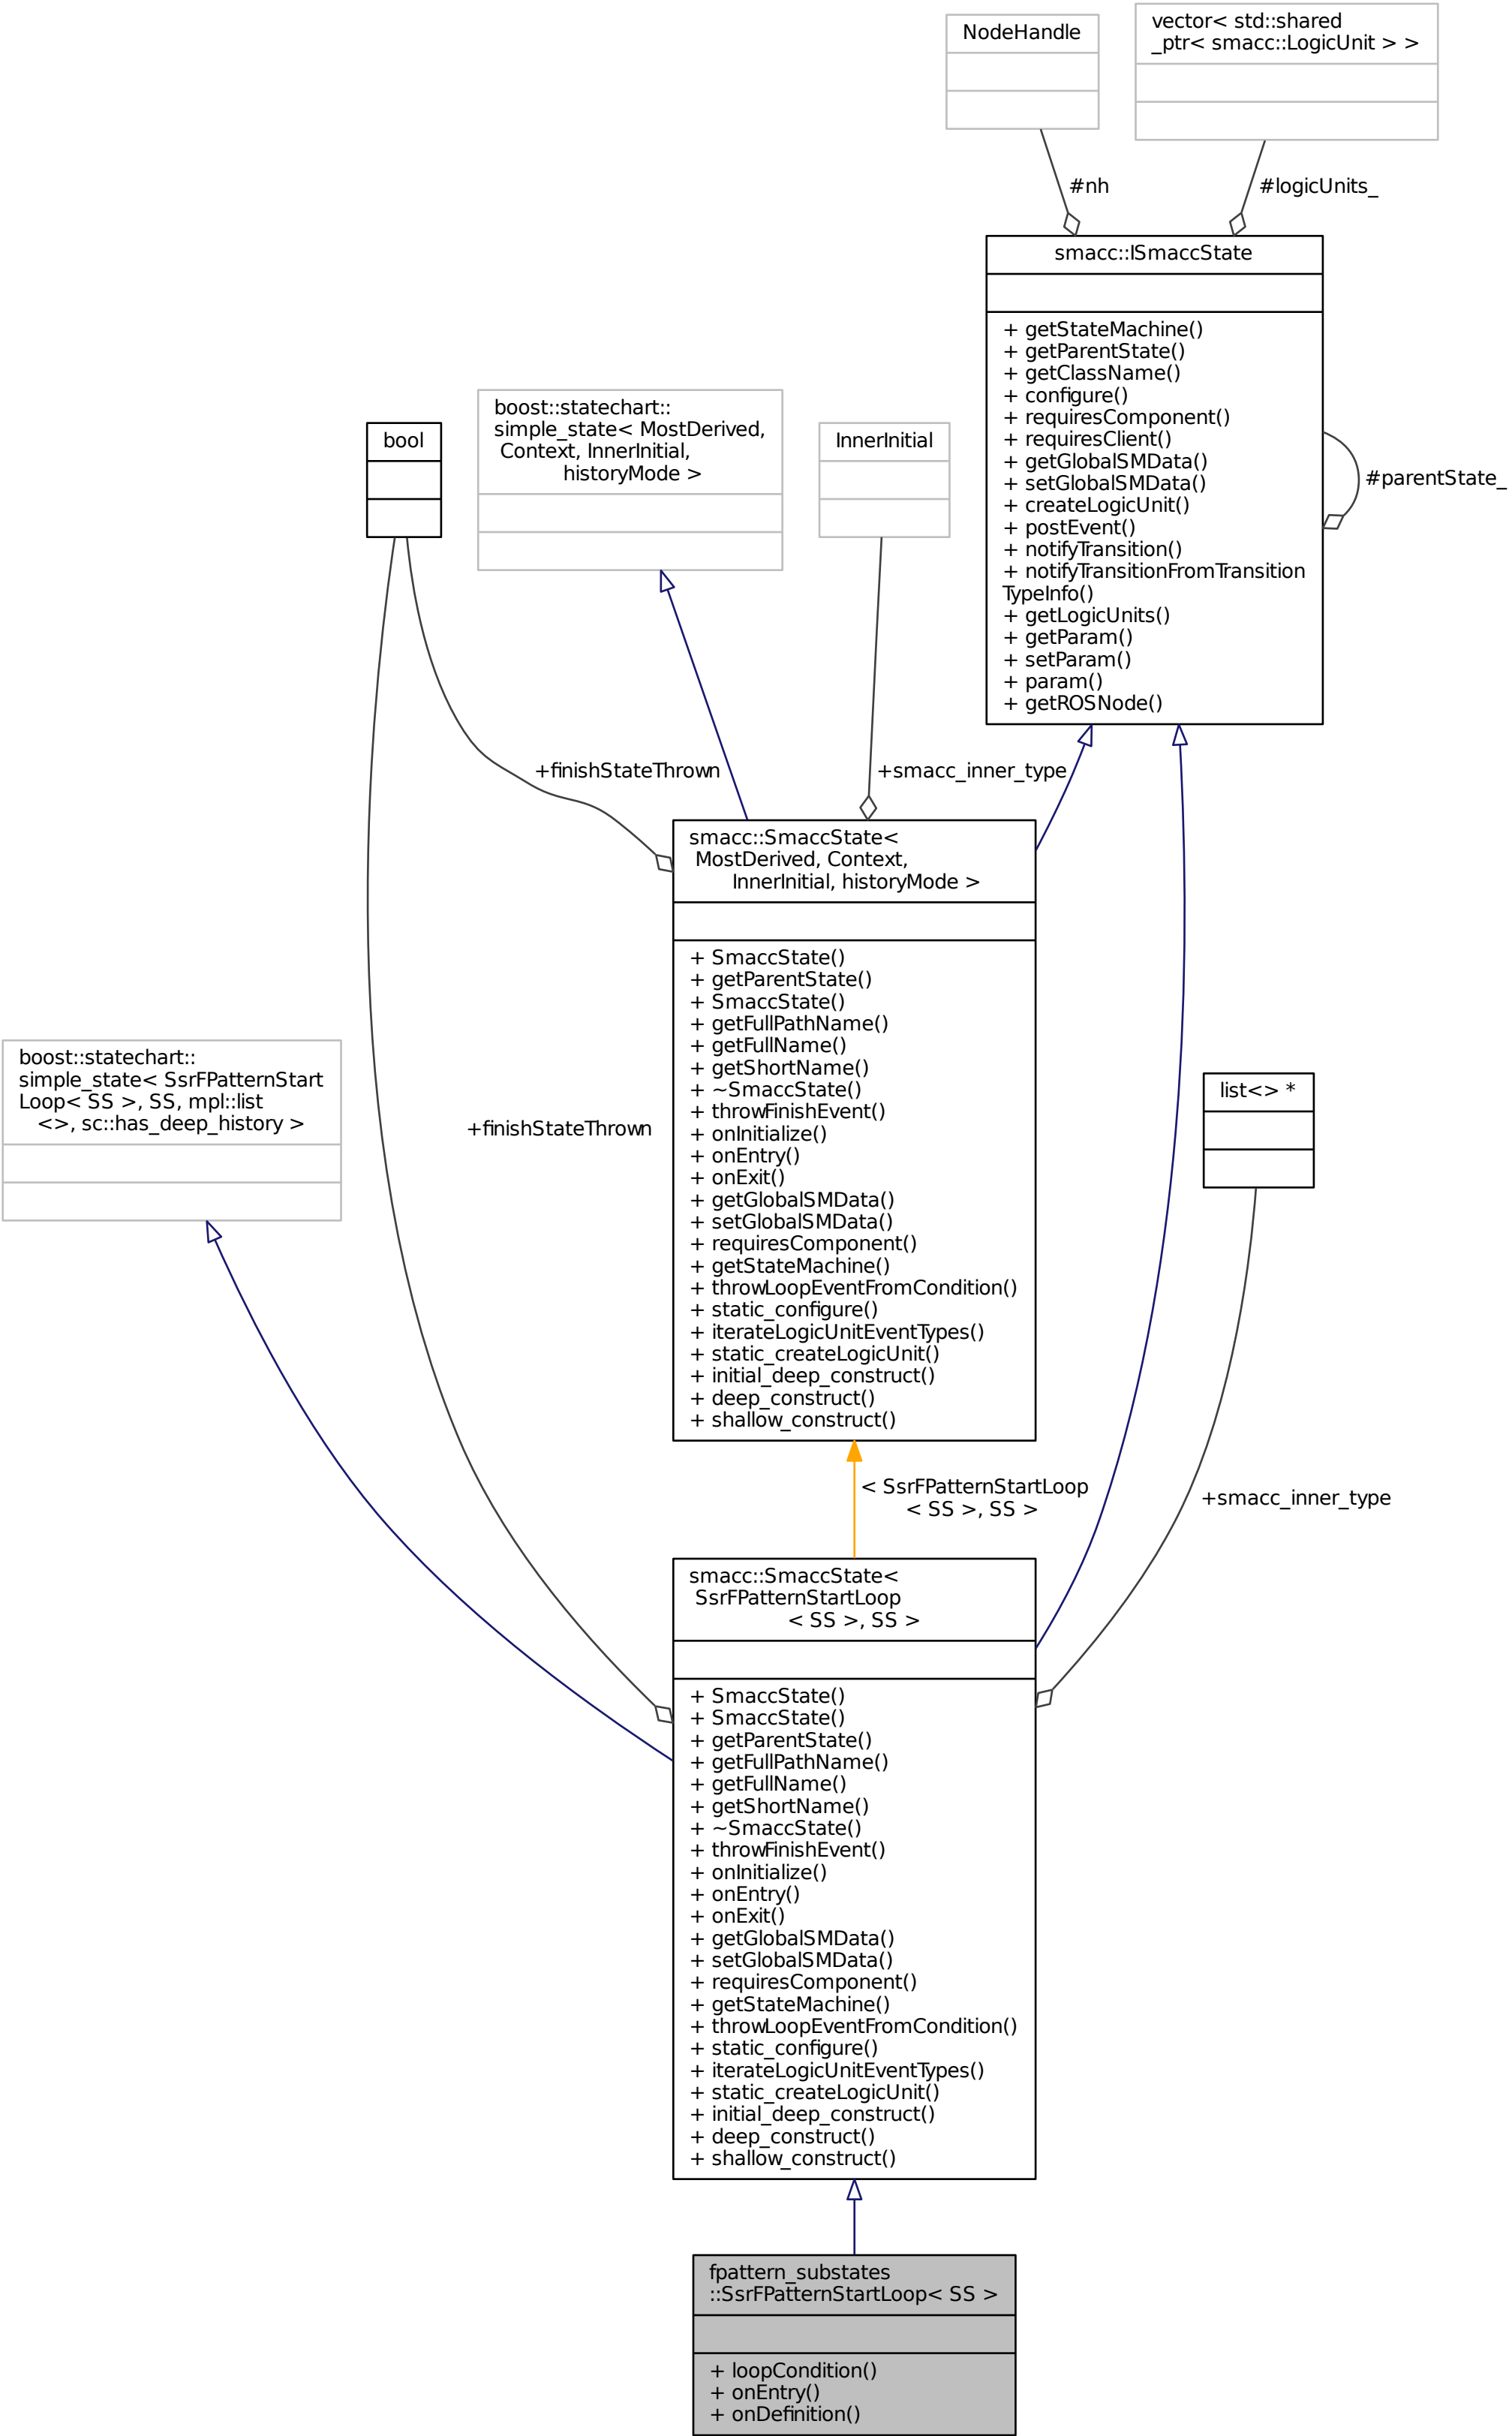 NodeHandle
vector< std::shared
_ptr< smacc::LogicUnit > >
#nh
#logicUnits_
smacc::ISmaccState
+ getStateMachine()
+ getParentState()
+ getClassName()
+ configure()
+ requiresComponent()
+ requiresClient()
+ getGlobalSMData()
+ setGlobalSMData()
+ createLogicUnit()
+ postEvent()
+ notifyTransition()
+ notifyTransitionFromTransition
TypeInfo()
+ getLogicUnits()
+ getParam()
+ setParam()
+ param()
+ getROSNode()
#parentState_
boost::statechart::
simple_state< MostDerived,
Context, InnerInitial,
historyMode >
bool
InnerInitial
+finishStateThrown
+smacc_inner_type
smacc::SmaccState<
MostDerived, Context,
InnerInitial, historyMode >
+ SmaccState()
+ getParentState()
+ SmaccState()
+ getFullPathName()
+ getFullName()
+ getShortName()
+ ~SmaccState()
+ throwFinishEvent()
+ onInitialize()
+ onEntry()
+ onExit()
+ getGlobalSMData()
+ setGlobalSMData()
+ requiresComponent()
+ getStateMachine()
+ throwLoopEventFromCondition()
+ static_configure()
+ iterateLogicUnitEventTypes()
+ static_createLogicUnit()
+ initial_deep_construct()
+ deep_construct()
+ shallow_construct()
boost::statechart::
simple_state< SsrFPatternStart
Loop< SS >, SS, mpl::list
<>, sc::has_deep_history >
+finishStateThrown
list<> *
< SsrFPatternStartLoop
< SS >, SS >
+smacc_inner_type
smacc::SmaccState<
SsrFPatternStartLoop
< SS >, SS >
+ SmaccState()
+ SmaccState()
+ getParentState()
+ getFullPathName()
+ getFullName()
+ getShortName()
+ ~SmaccState()
+ throwFinishEvent()
+ onInitialize()
+ onEntry()
+ onExit()
+ getGlobalSMData()
+ setGlobalSMData()
+ requiresComponent()
+ getStateMachine()
+ throwLoopEventFromCondition()
+ static_configure()
+ iterateLogicUnitEventTypes()
+ static_createLogicUnit()
+ initial_deep_construct()
+ deep_construct()
+ shallow_construct()
fpattern_substates
::SsrFPatternStartLoop< SS >
+ loopCondition()
+ onEntry()
+ onDefinition()